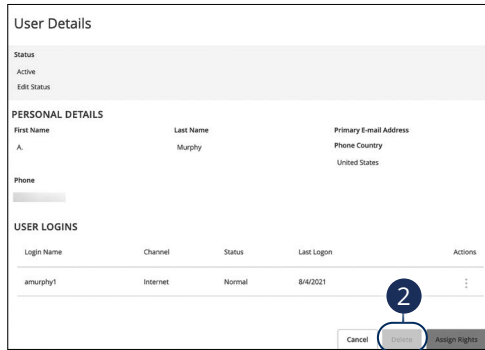 User Details
Status
Active
Edit Status
PERSONAL DETAILS
First Name Last Name Primary E-mail Address
A. Murphy Phone Country
United States
Phone
USER LOGINS
Login Name Channel Status Last Logon Actions
amurphy1 Internet Normal 8/4/2021
2
Cancel Delete Assign Rights